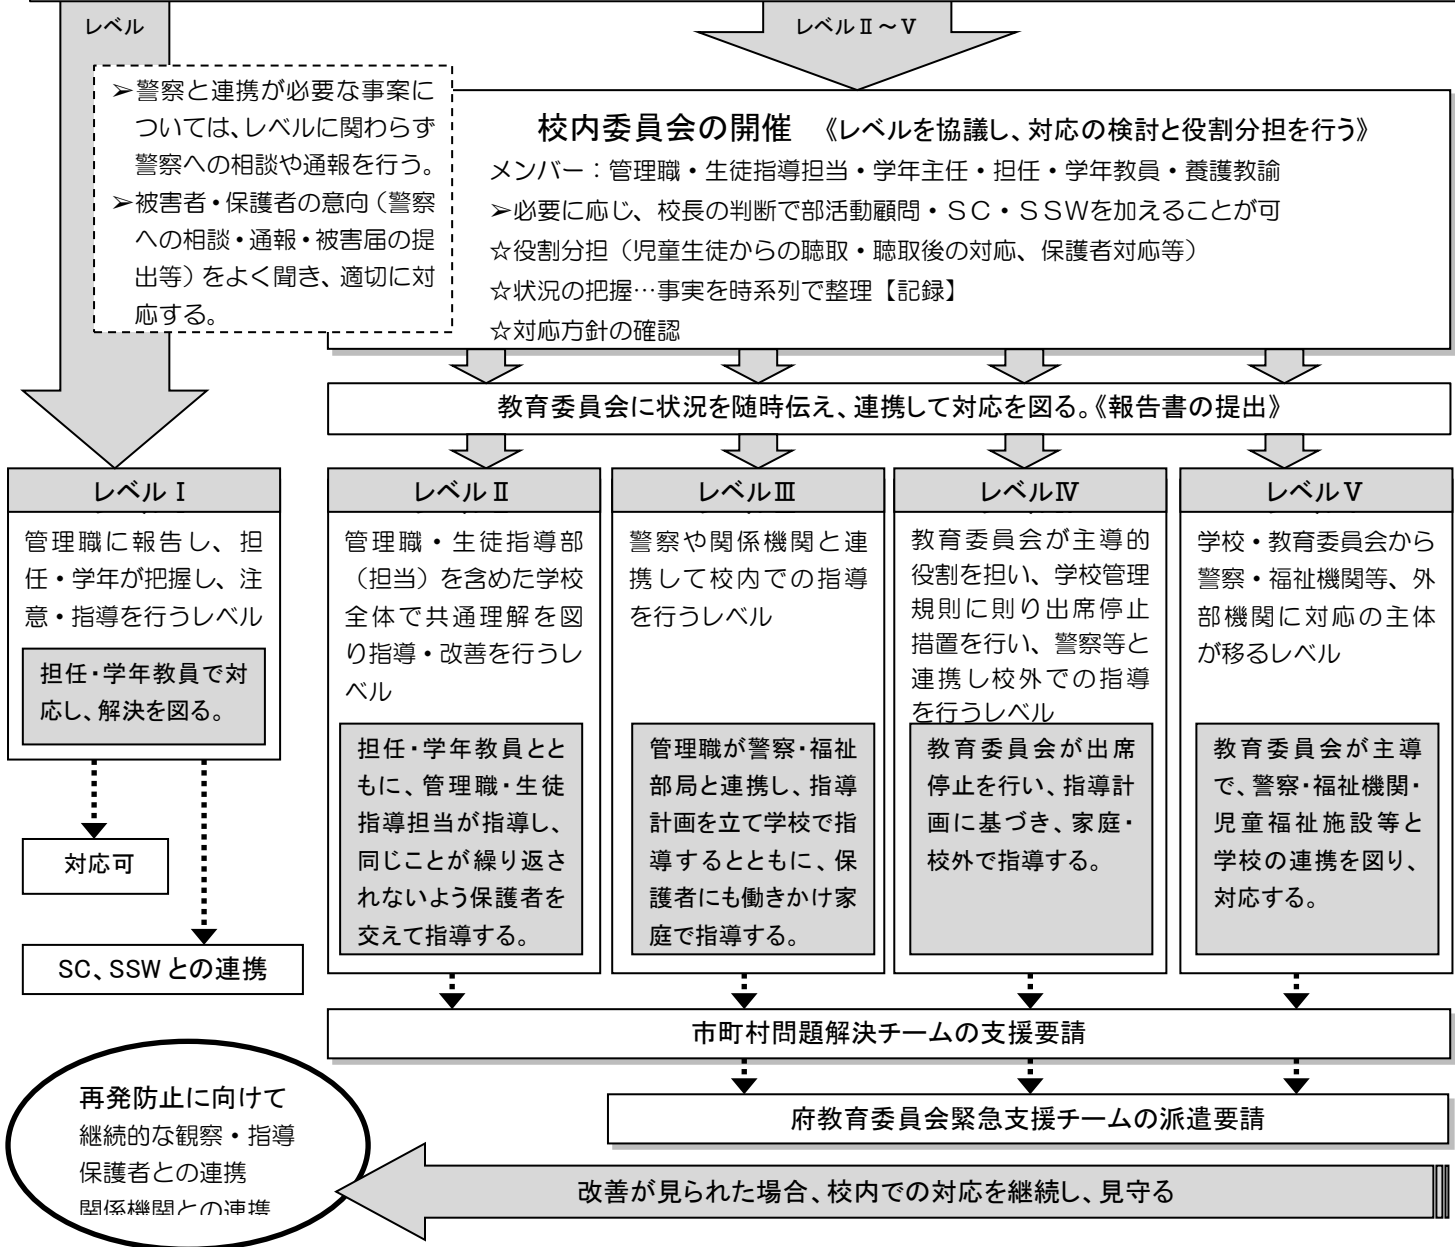 レベル
レベルⅡ～Ⅴ
➢警察と連携が必要な事案に
ついては、レベルに関わらず
警察への相談や通報を行う。
➢被害者・保護者の意向（警察
への相談・通報・被害届の提
出等）をよく聞き、適切に対
応する。
校内委員会の開催　《レベルを協議し、対応の検討と役割分担を行う》
メンバー：管理職・生徒指導担当・学年主任・担任・学年教員・養護教諭
➢必要に応じ、校長の判断で部活動顧問・ＳＣ・ＳＳＷを加えることが可
☆役割分担（児童生徒からの聴取・聴取後の対応、保護者対応等）
☆状況の把握…事実を時系列で整理【記録】
☆対応方針の確認
教育委員会に状況を随時伝え、連携して対応を図る。《報告書の提出》
レベルⅠ
管理職に報告し、担
任・学年が把握し、注
意・指導を行うレベル
担任・学年教員で対
応し、解決を図る。
対応可
SC、SSWとの連携
レベルⅡ
管理職・生徒指導部
（担当）を含めた学校
全体で共通理解を図
り指導・改善を行うレ
ベル
担任・学年教員とと
もに、管理職・生徒
指導担当が指導し、
同じことが繰り返さ
れないよう保護者を
交えて指導する。
レベルⅢ
警察や関係機関と連
携して校内での指導
を行うレベル
管理職が警察・福祉
部局と連携し、指導
計画を立て学校で指
導するとともに、保
護者にも働きかけ家
庭で指導する。
レベルⅣ
教育委員会が主導的
役割を担い、学校管理
規則に則り出席停止
措置を行い、警察等と
連携し校外での指導
を行うレベル
教育委員会が出席
停止を行い、指導計
画に基づき、家庭・
校外で指導する。
レベルⅤ
学校・教育委員会から
警察・福祉機関等、外
部機関に対応の主体
が移るレベル
教育委員会が主導
で、警察・福祉機関・
児童福祉施設等と
学校の連携を図り、
対応する。
市町村問題解決チームの支援要請
府教育委員会緊急支援チームの派遣要請
改善が見られた場合、校内での対応を継続し、見守る
再発防止に向けて
継続的な観察・指導
保護者との連携
関係機関との連携